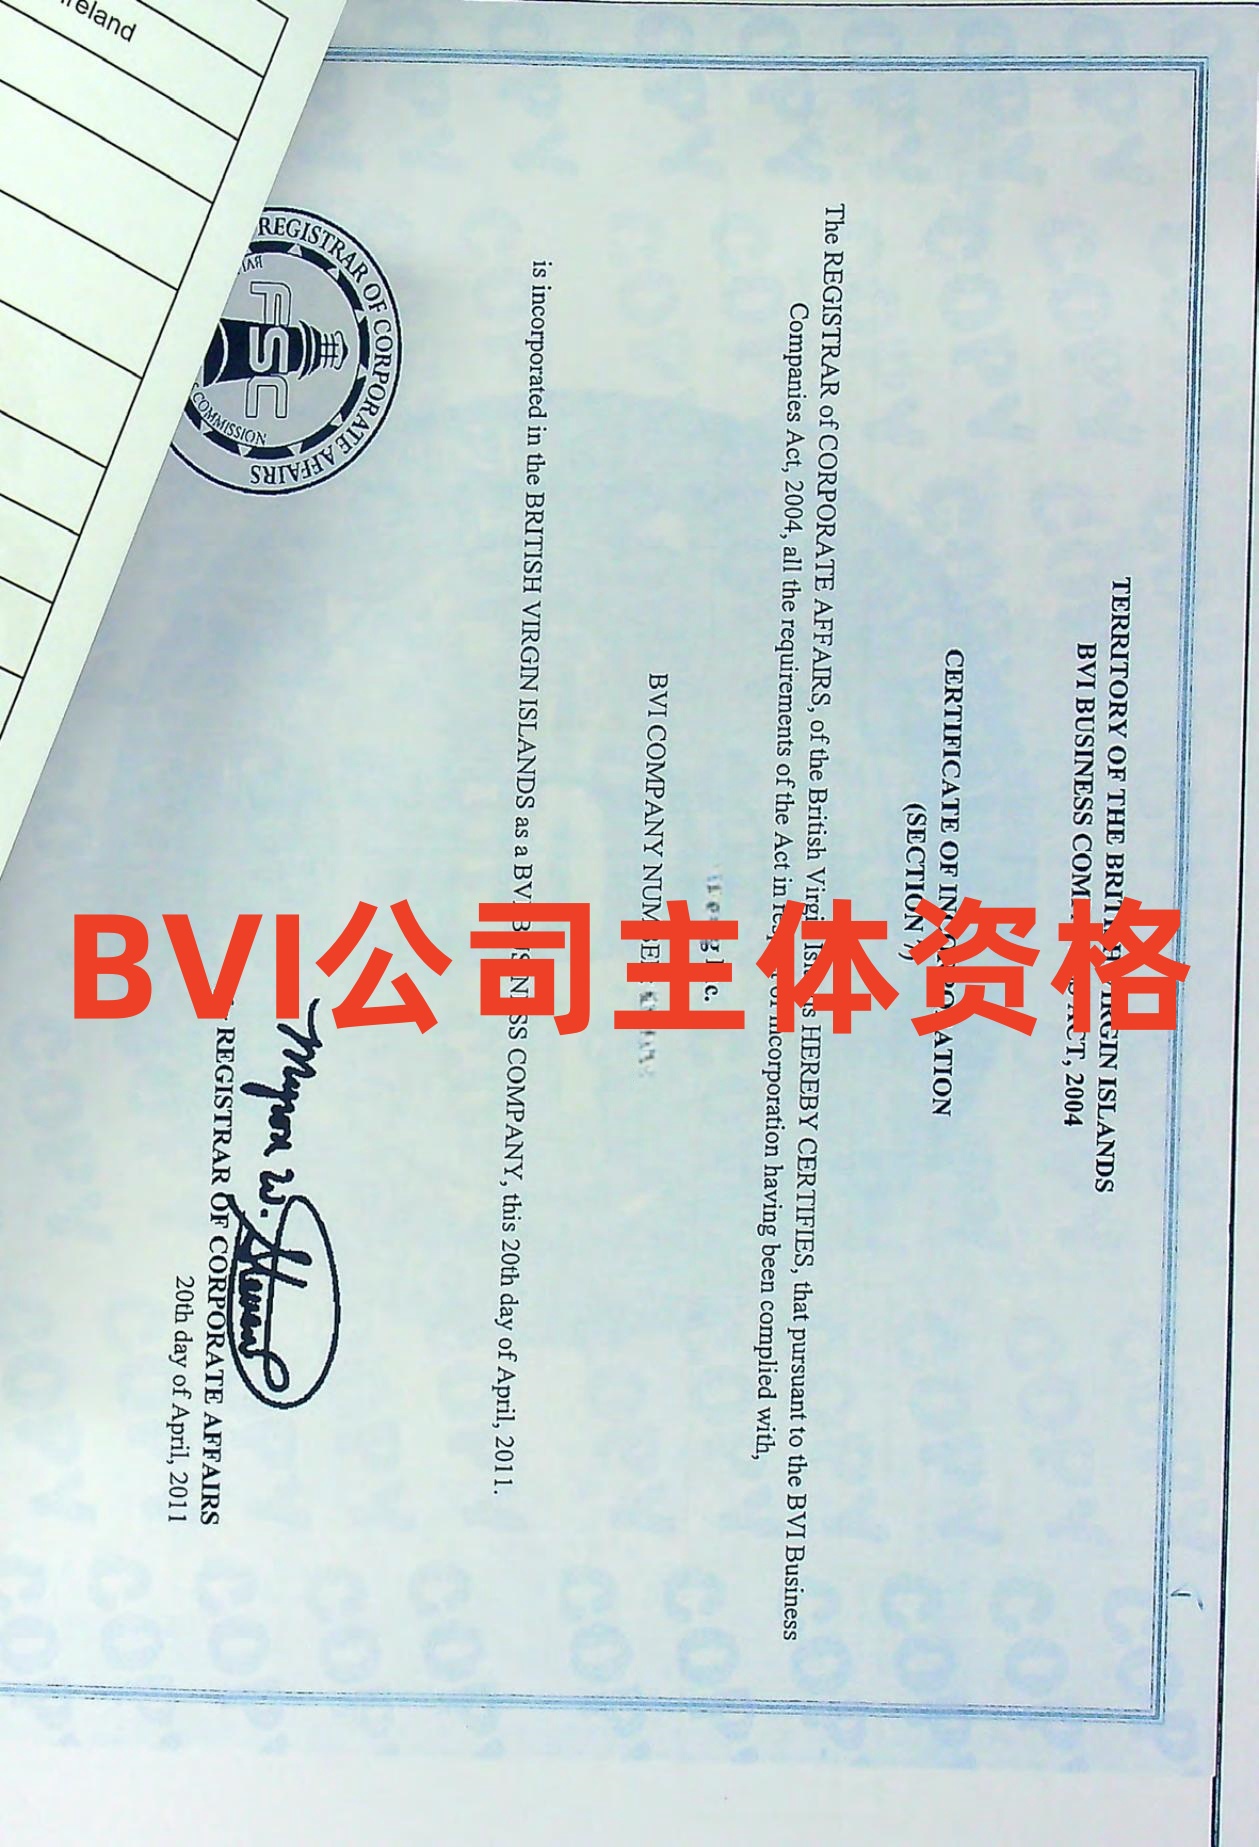 TERRITORY OF THE BRITISH VIRGIN ISLANDS
BVI BUSINESS COMPANIES ACT, 2004
CERTIFICATE OF INCORPORATION
(SECTION 7)
The REGISTRAR of CORPORATE AFFAIRS, of the British Virgin Islands HEREBY CERTIFIES, that pursuant to the BVI Business
Companies Act, 2004, all the requirements of the Act in respect of incorporation having been complied with,
Inc.
BVI COMPANY NUMBER
is incorporated in the BRITISH VIRGIN ISLANDS as a BVI BUSINESS COMPANY, this 20th day of April, 2011.
REGISTRAR OF CORPORATE AFFAIRS
FSC
COMMISSION
REGISTRAR OF CORPORATE AFFAIRS
20th day of April, 2011
COPY
BVI公司主体资格